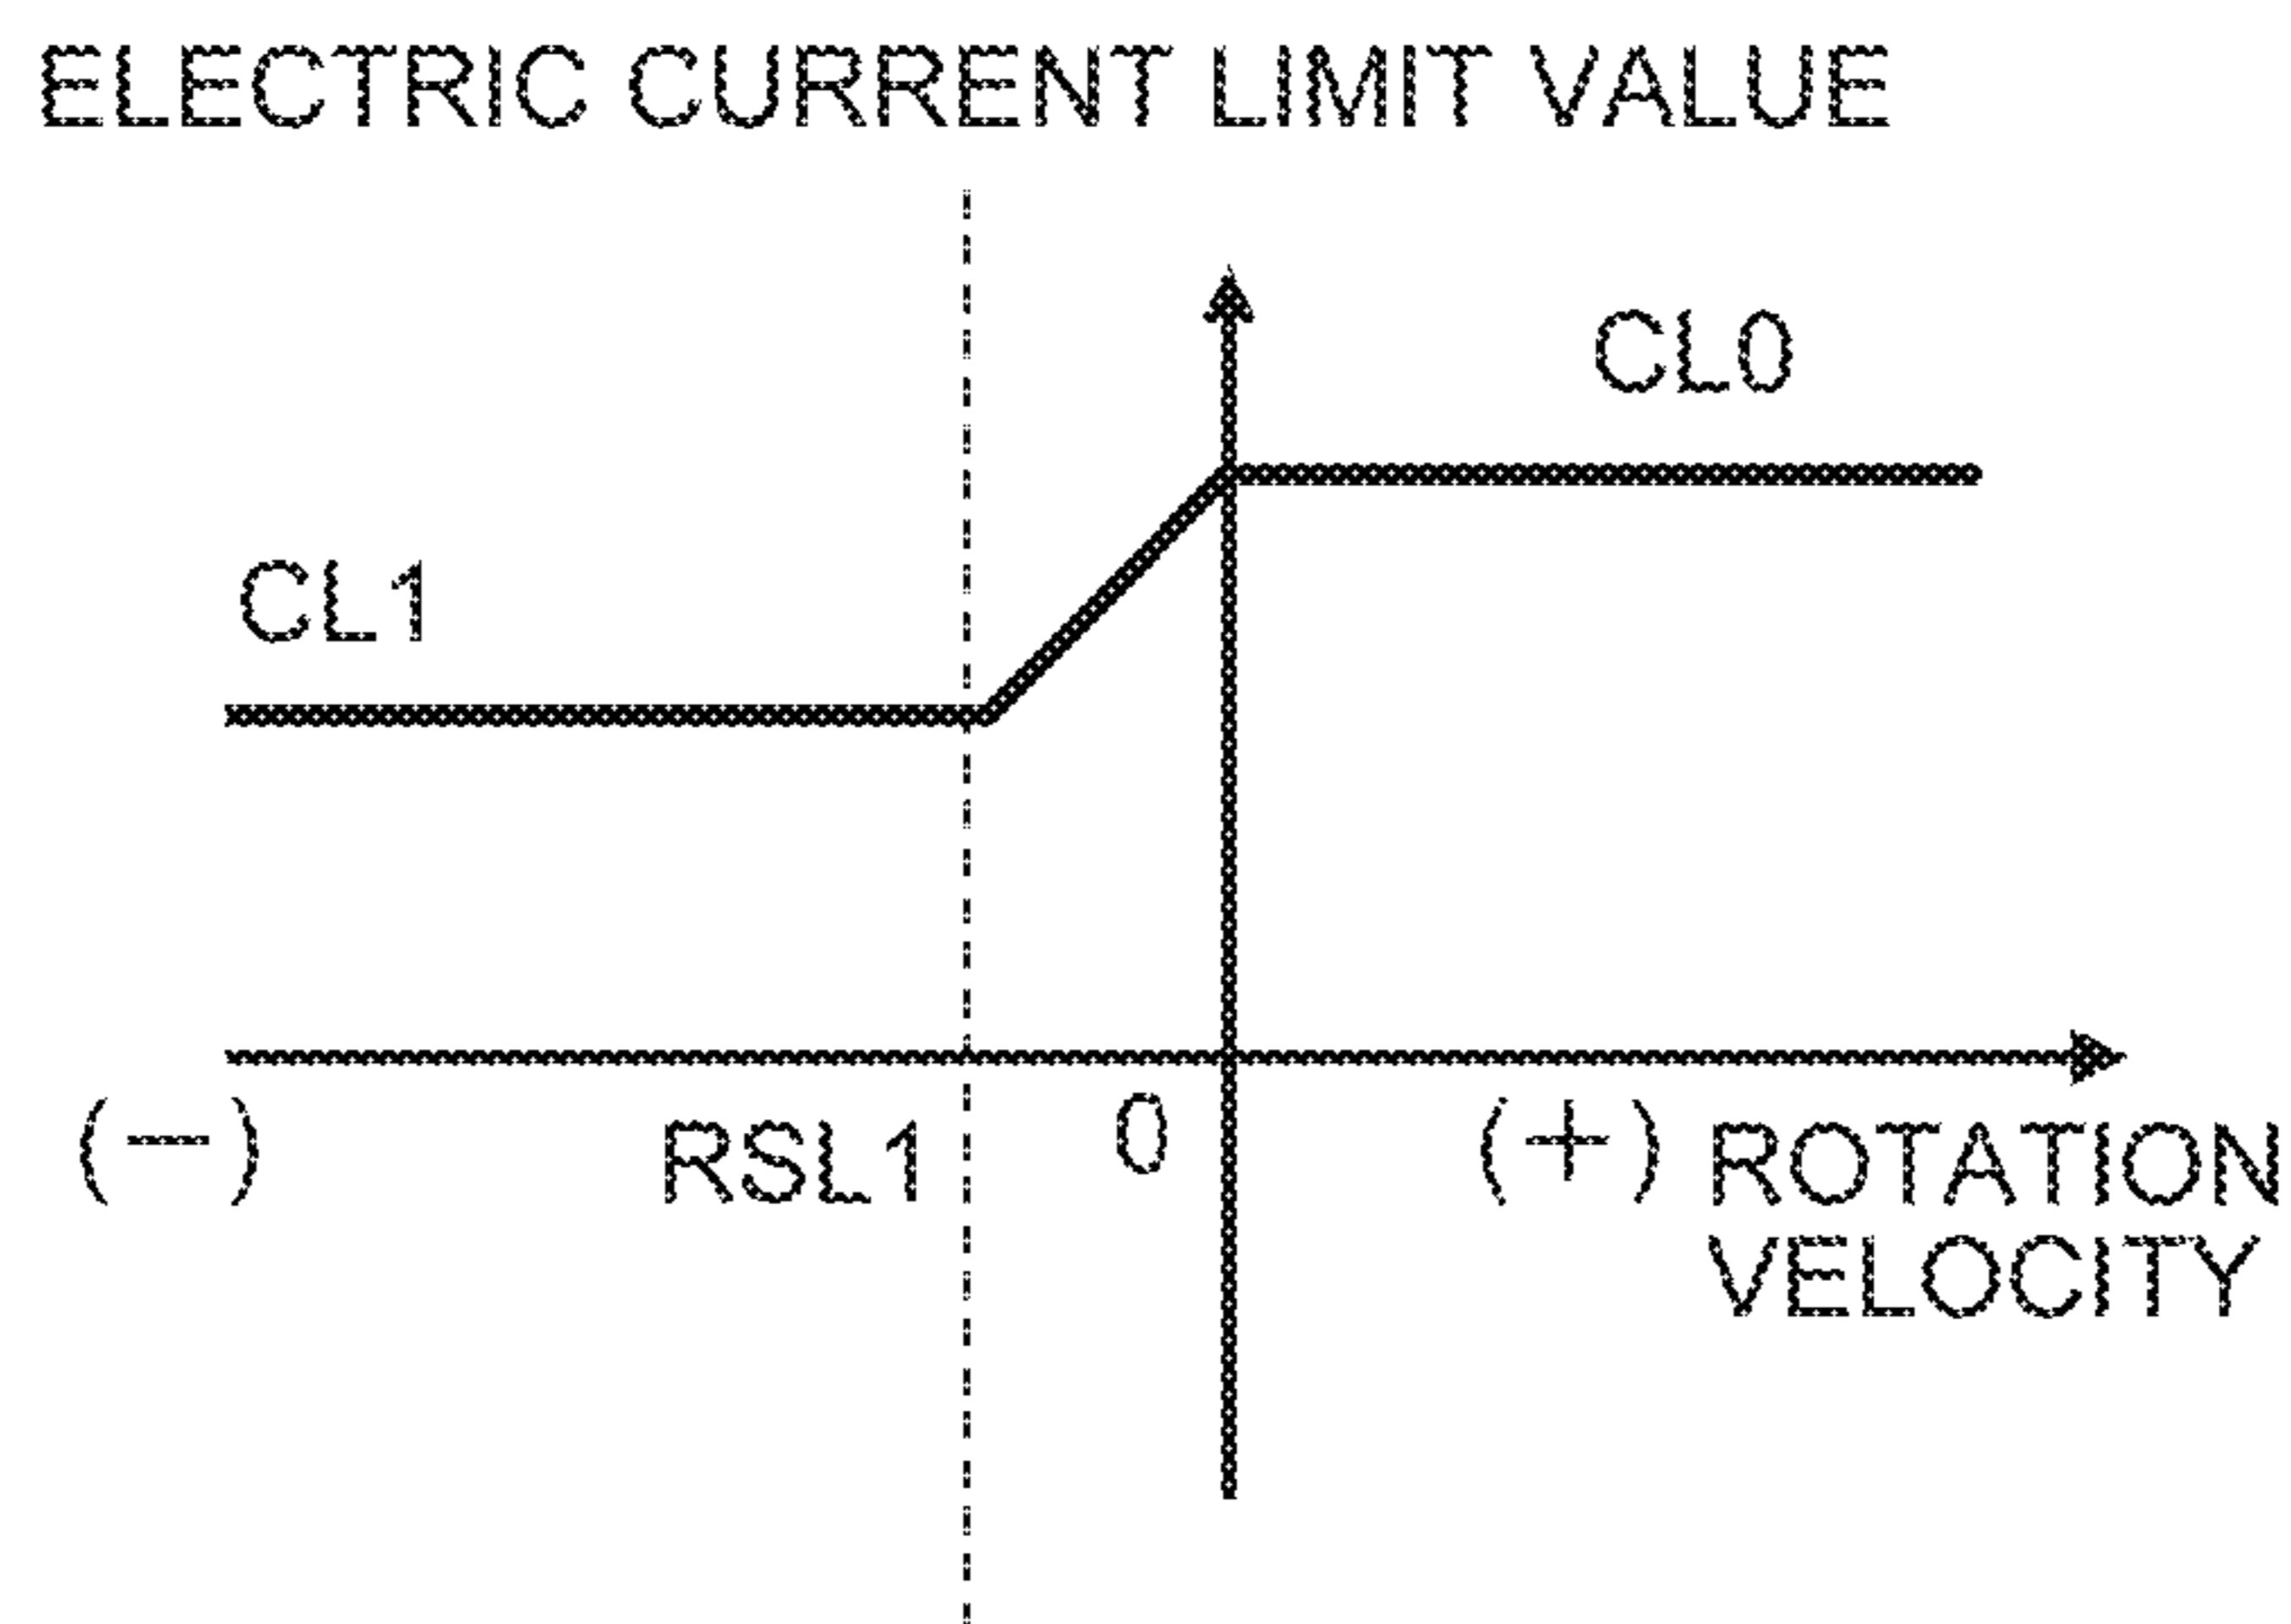 ELECTRIC CURRENT LIMIT VALUE
CL0
CL1
(−) RSL1 0 (+) ROTATION
VELOCITY